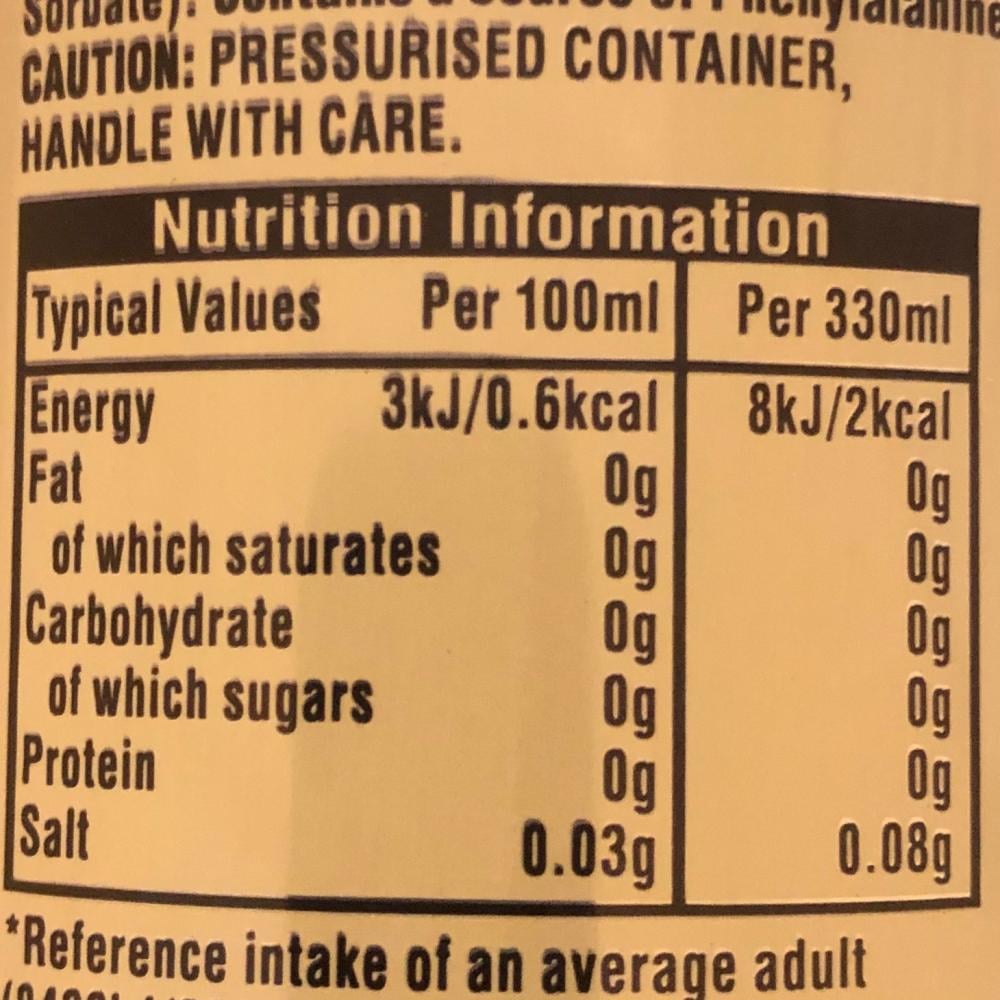 CAUTION: PRESSURISED CONTAINER,
HANDLE WITH CARE.
Nutrition Information
Typical Values Per 100ml Per 330ml
Energy 3kJ/0.6kcal 8kJ/2kcal
Fat 0g 0g
of which saturates 0g 0g
Carbohydrate 0g 0g
of which sugars 0g 0g
Protein 0g 0g
Salt 0.03g 0.08g
*Reference intake of an average adult